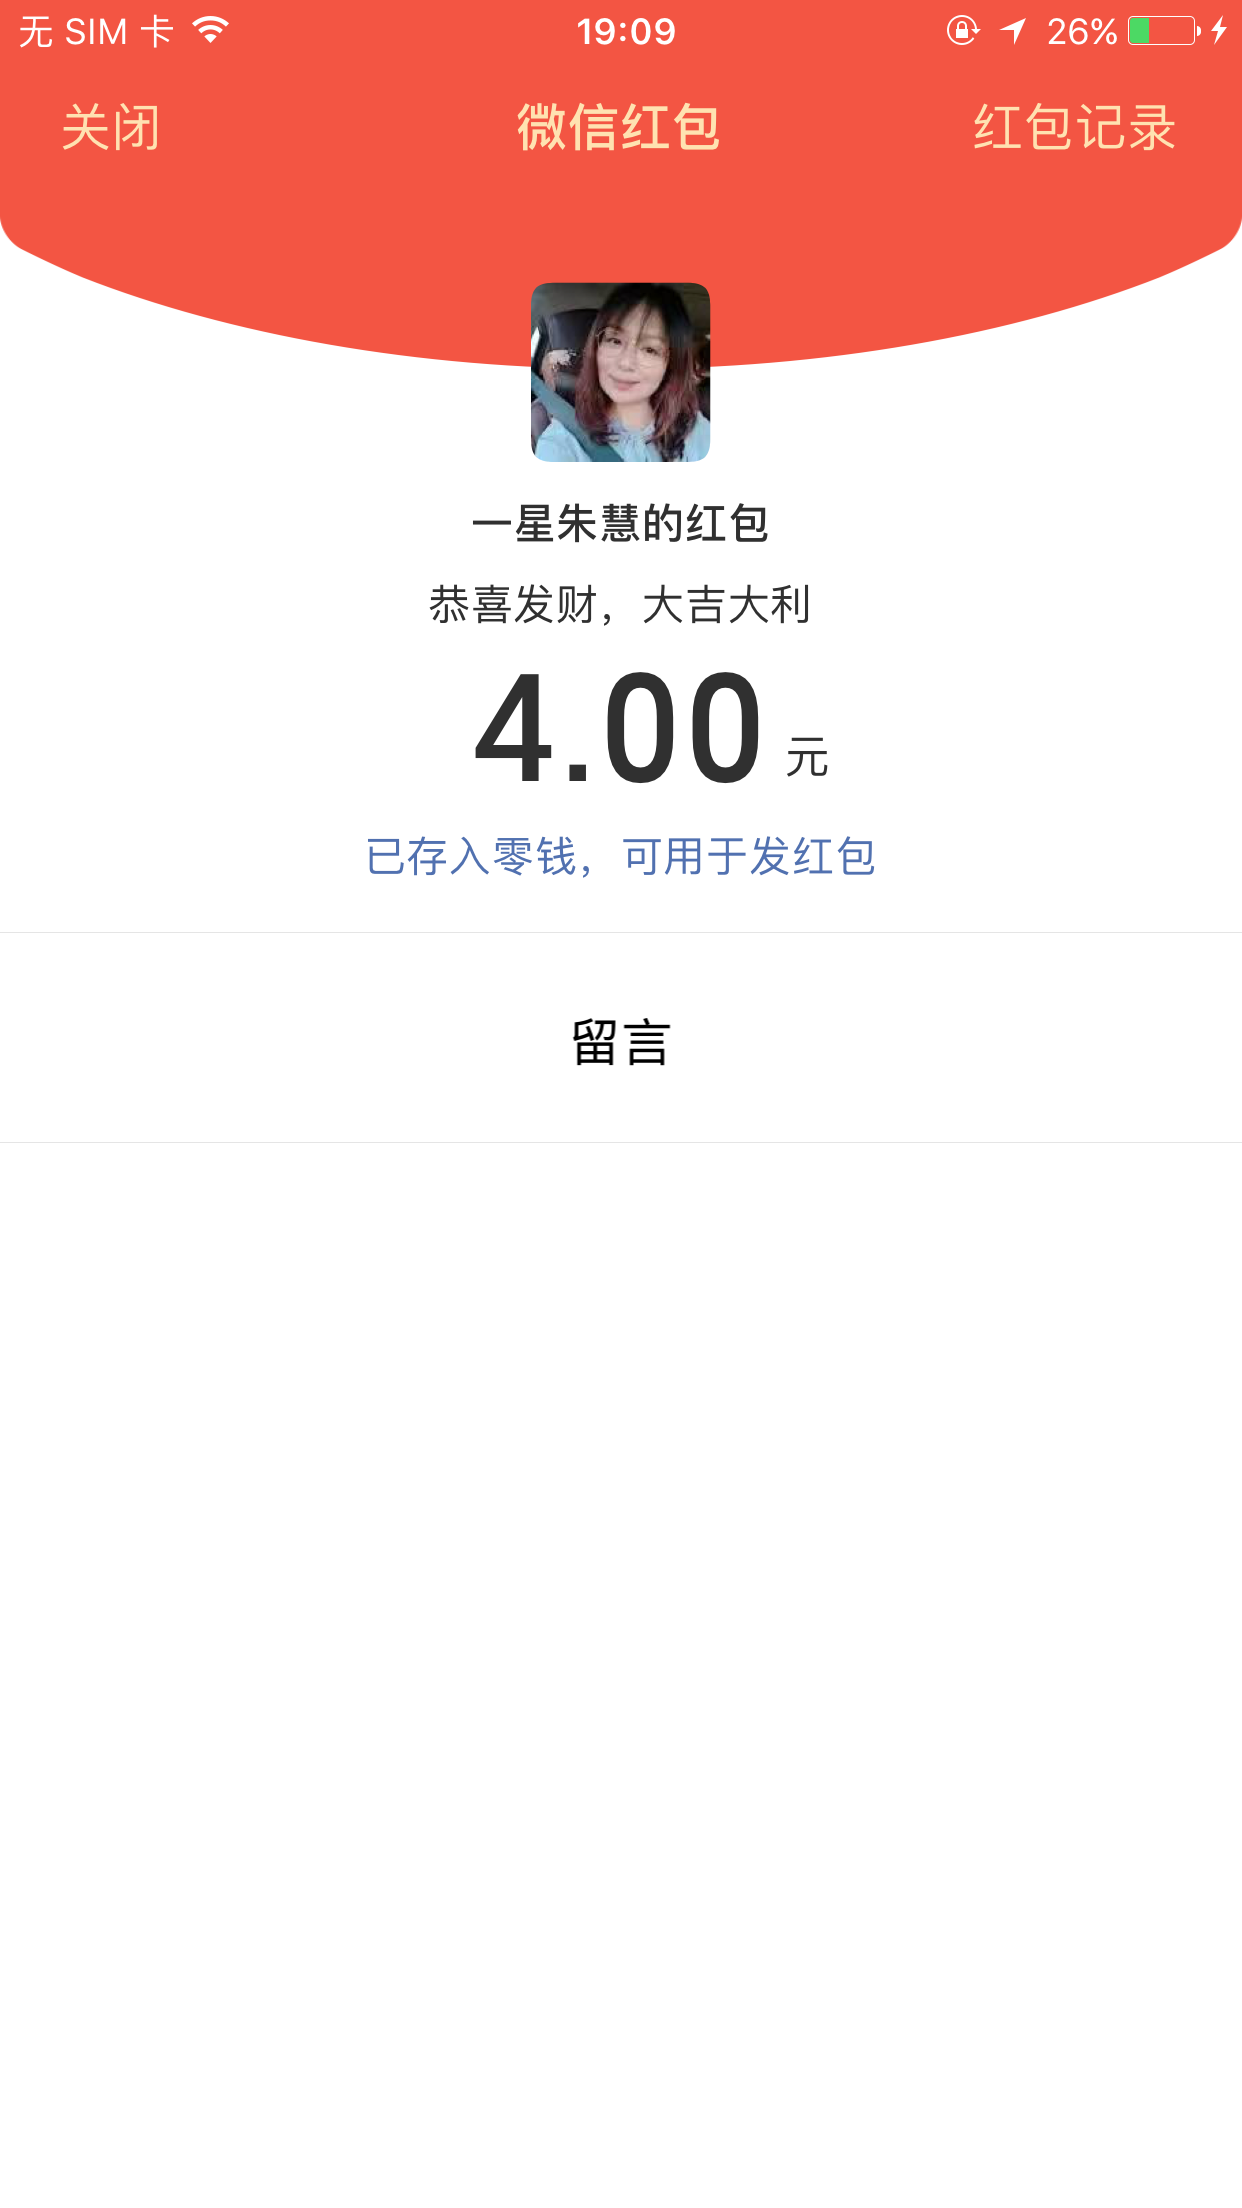 无 SIM 卡 19:09 26%
关闭 微信红包 红包记录
一星朱慧的红包
恭喜发财，大吉大利
4.00 元
已存入零钱，可用于发红包
留言